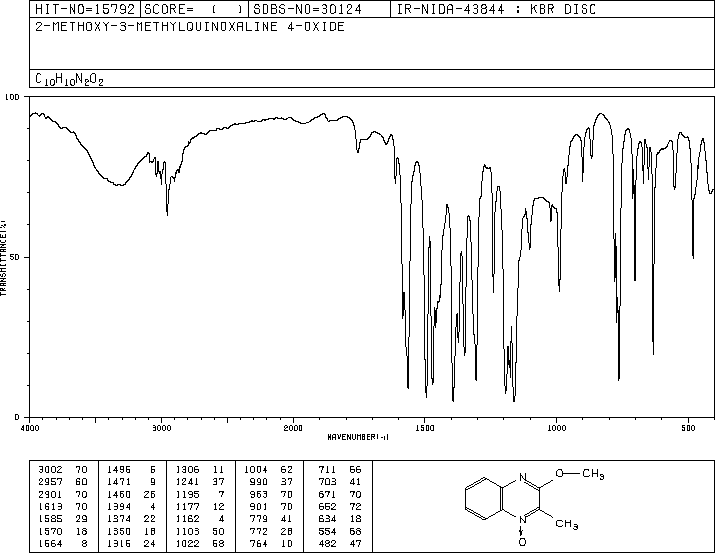 HIT-NO=15792 SCORE= ( ) SDBS-NO=30124 IR-NIDA-43844 : KBR DISC
2-METHOXY-3-METHYLQUINOXALINE 4-OXIDE
C10H10N2O2
100
50
0
TRANSMITTANCE(%)
4000 3000 2000 1500 1000 500
WAVENUMBER(-1)
3002 70 1496 6 1306 11 1004 62 711 66
2957 60 1471 9 1241 37 990 37 703 41
2901 70 1460 26 1195 7 963 70 671 70
1613 70 1394 4 1177 12 901 70 652 72
1585 29 1374 22 1162 4 779 41 634 18
1570 18 1350 18 1103 50 772 28 554 68
1564 8 1316 24 1022 58 764 10 482 47
N O CH3
N CH3
O